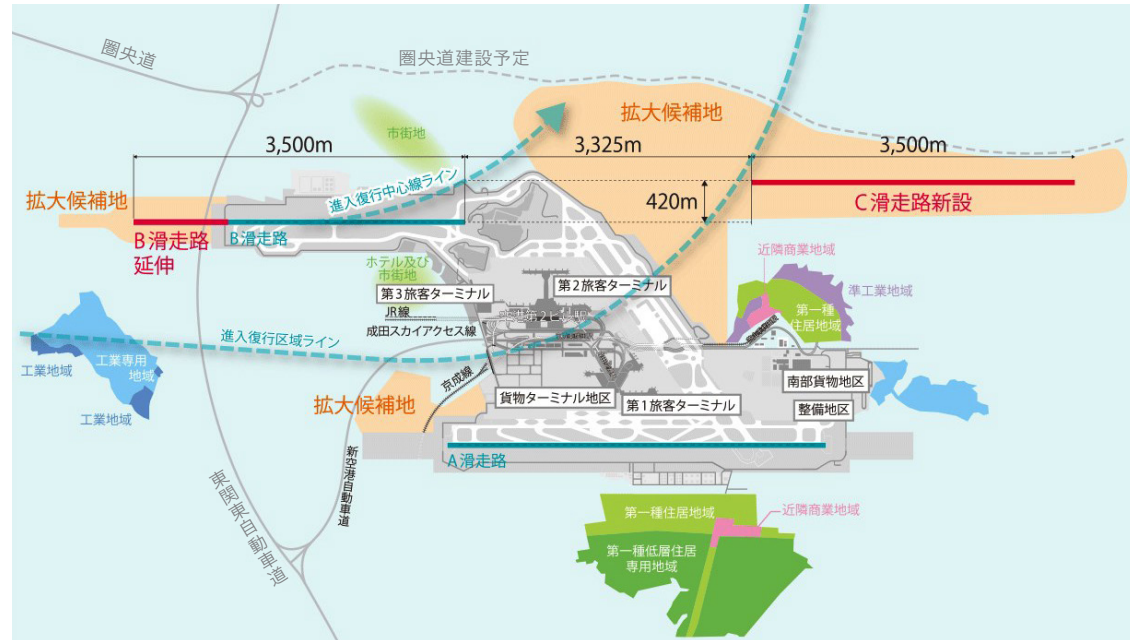 圏央道
圏央道建設予定
市街地
拡大候補地
3,500m
3,325m
3,500m
進入復行中心線ライン
420m
拡大候補地
C滑走路新設
B滑走路
延伸
B滑走路
ホテル及び
市街地
近隣商業地域
準工業地域
第一種
住居地域
第3旅客ターミナル
第2旅客ターミナル
JR線
成田スカイアクセス線
進入復行区域ライン
工業地域
工業専用
地域
工業地域
京成線
拡大候補地
貨物ターミナル地区
第1旅客ターミナル
南部貨物地区
整備地区
A滑走路
新空港自動車道
東関東自動車道
第一種住居地域
近隣商業地域
第一種低層住居
専用地域